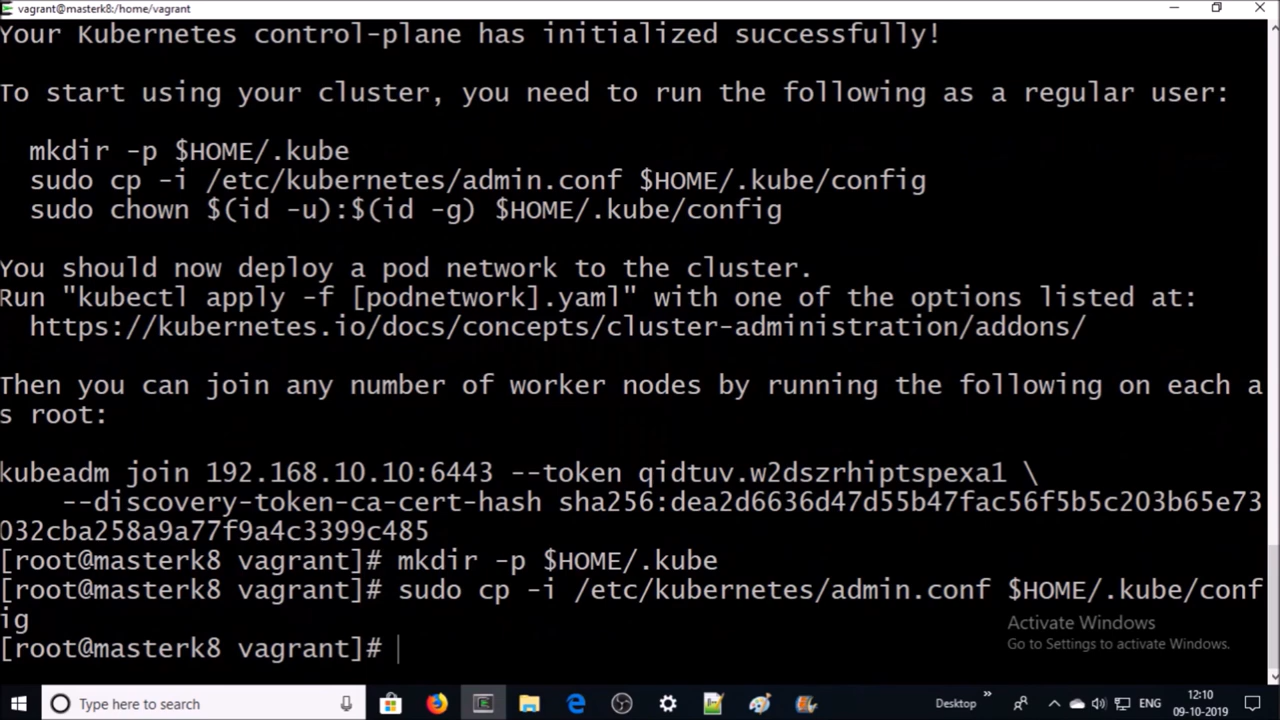 vagrant@masterk8:/home/vagrant
Your Kubernetes control-plane has initialized successfully!
To start using your cluster, you need to run the following as a regular user:
mkdir -p $HOME/.kube
sudo cp -i /etc/kubernetes/admin.conf $HOME/.kube/config
sudo chown $(id -u):$(id -g) $HOME/.kube/config
You should now deploy a pod network to the cluster.
Run "kubectl apply -f [podnetwork].yaml" with one of the options listed at:
https://kubernetes.io/docs/concepts/cluster-administration/addons/
Then you can join any number of worker nodes by running the following on each a
s root:
kubeadm join 192.168.10.10:6443 --token qidtuv.w2dszrhiptspexa1 \
--discovery-token-ca-cert-hash sha256:dea2d6636d47d55b47fac56f5b5c203b65e73
032cba258a9a77f9a4c3399c485
[root@masterk8 vagrant]# mkdir -p $HOME/.kube
[root@masterk8 vagrant]# sudo cp -i /etc/kubernetes/admin.conf $HOME/.kube/conf
ig
[root@masterk8 vagrant]#
Activate Windows
Go to Settings to activate Windows.
Type here to search
Desktop
ENG
12:10
09-10-2019